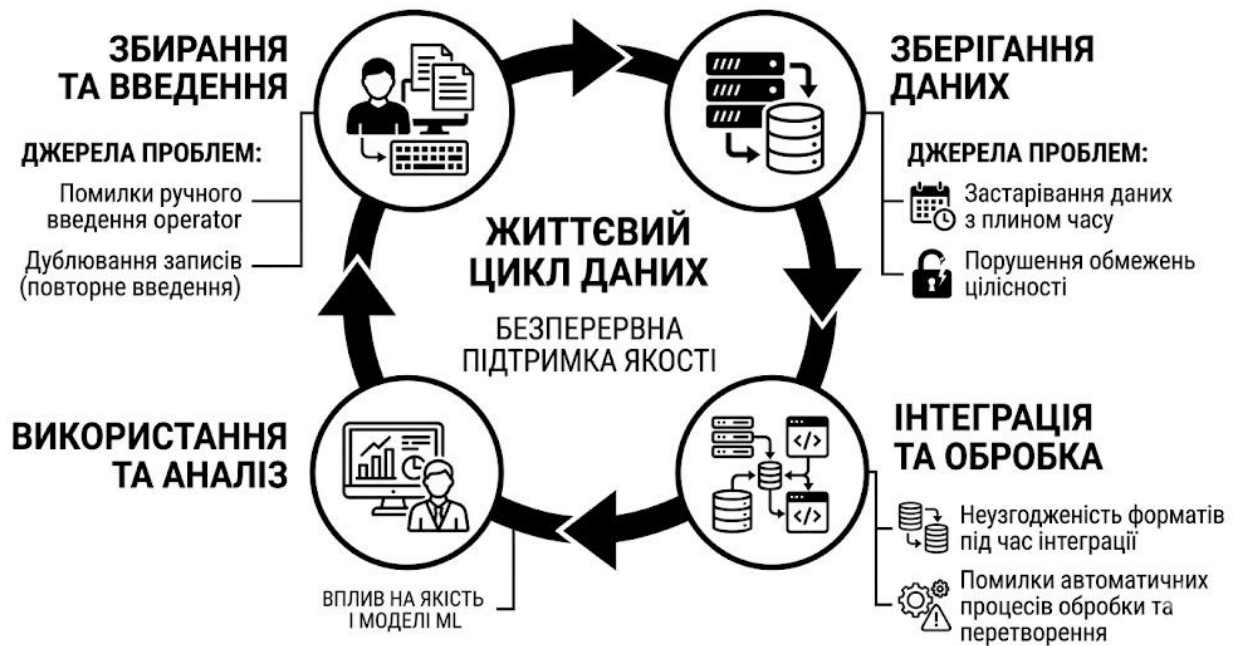 ЗБИРАННЯ
ТА ВВЕДЕННЯ
ДЖЕРЕЛА ПРОБЛЕМ:
Помилки ручного
введення operator
Дублювання записів
(повторне введення)
ЗБЕРІГАННЯ
ДАНИХ
ДЖЕРЕЛА ПРОБЛЕМ:
Застарівання даних
з плином часу
Порушення обмежень
цілісності
ЖИТТЄВИЙ
ЦИКЛ ДАНИХ
БЕЗПЕРЕРВНА
ПІДТРИМКА ЯКОСТІ
ВИКОРИСТАННЯ
ТА АНАЛІЗ
ВПЛИВ НА ЯКІСТЬ
І МОДЕЛІ ML
ІНТЕГРАЦІЯ
ТА ОБРОБКА
</>
</>
Неузгодженість форматів
під час інтеграції
Помилки автоматичних
процесів обробки та
перетворення